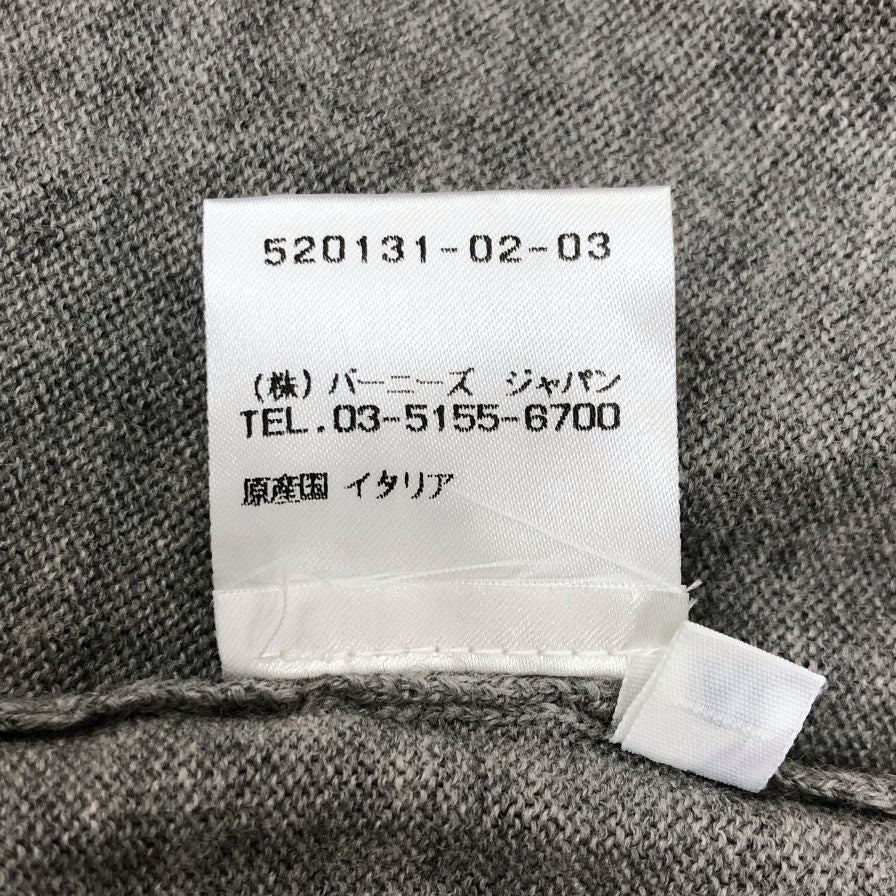 520131-02-03
(株) バーニーズ ジャパン
TEL.03-5155-6700
原産国 イタリア